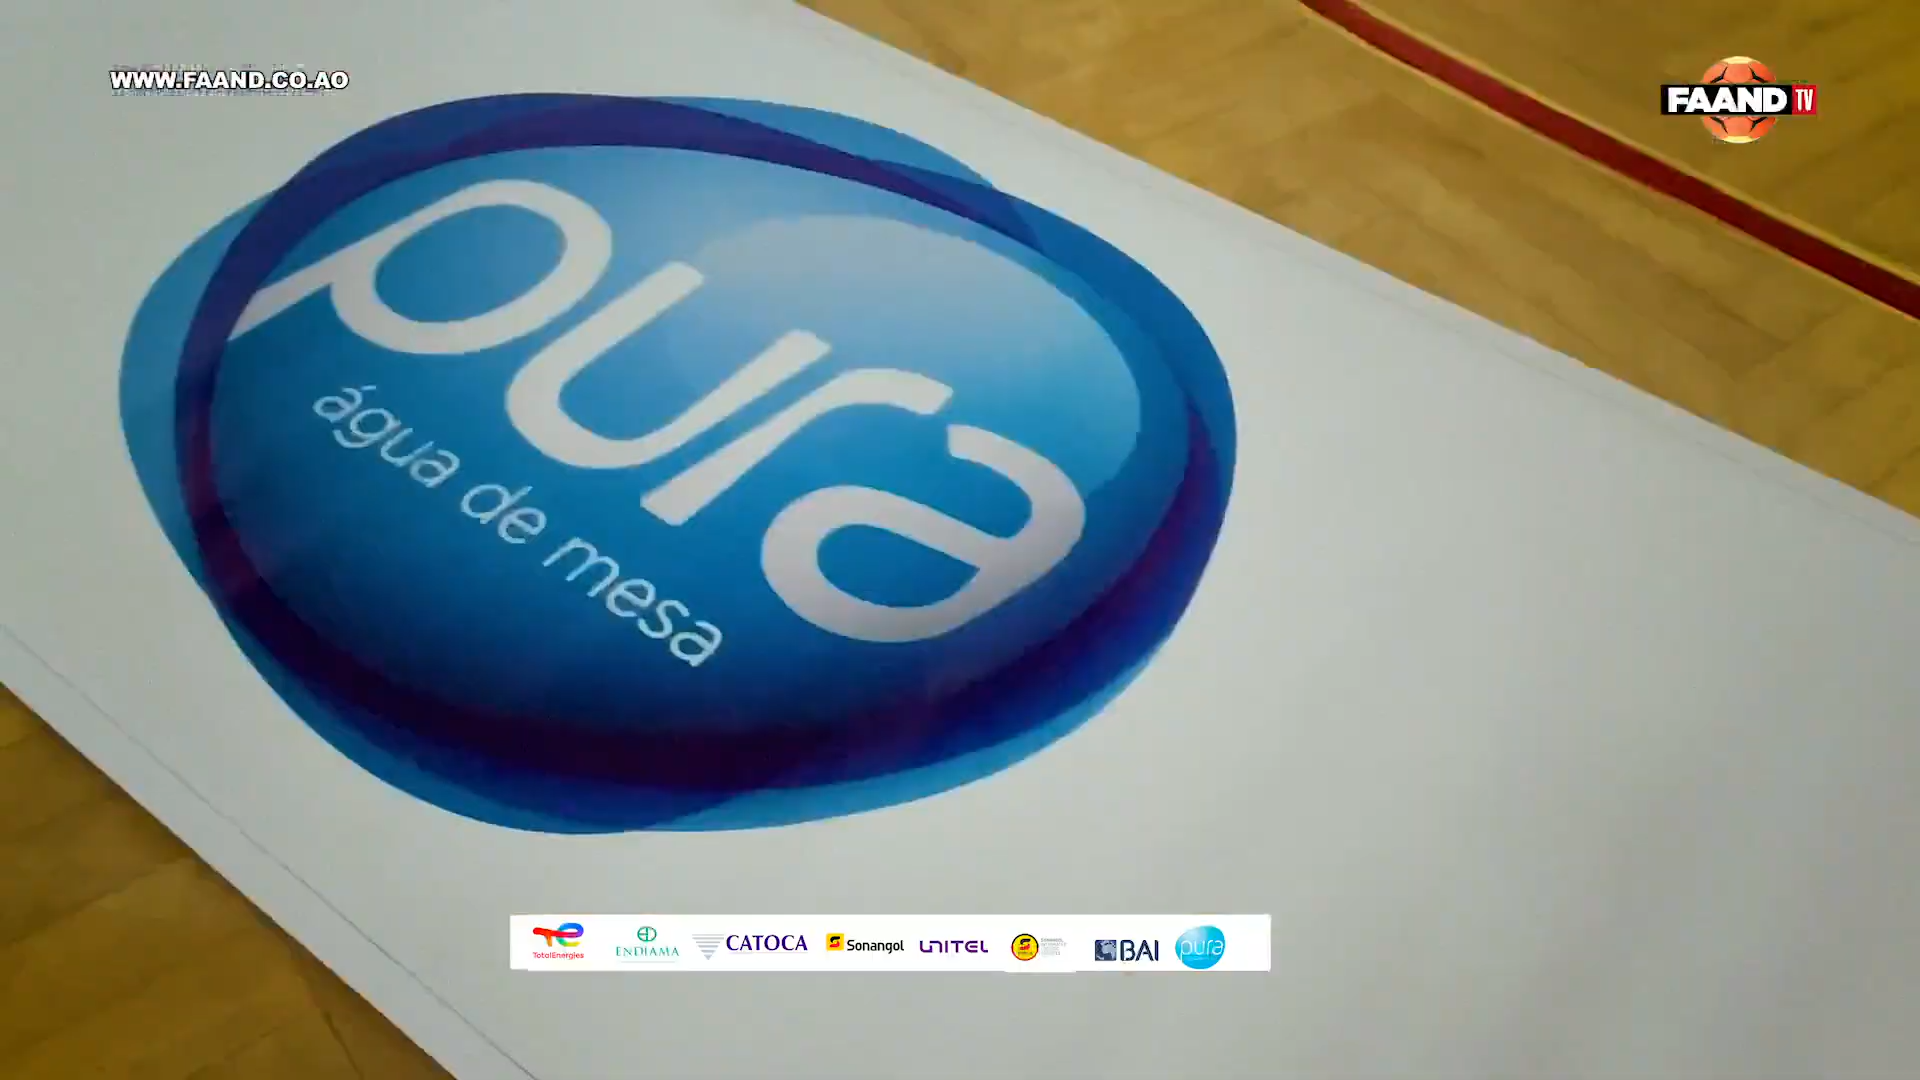 WWW.FAAND.CO.AO
FAAND TV
pura
água de mesa
TotalEnergies
ENDIAMA
CATOCA
Sonangol
UNITEL
BAI
pura